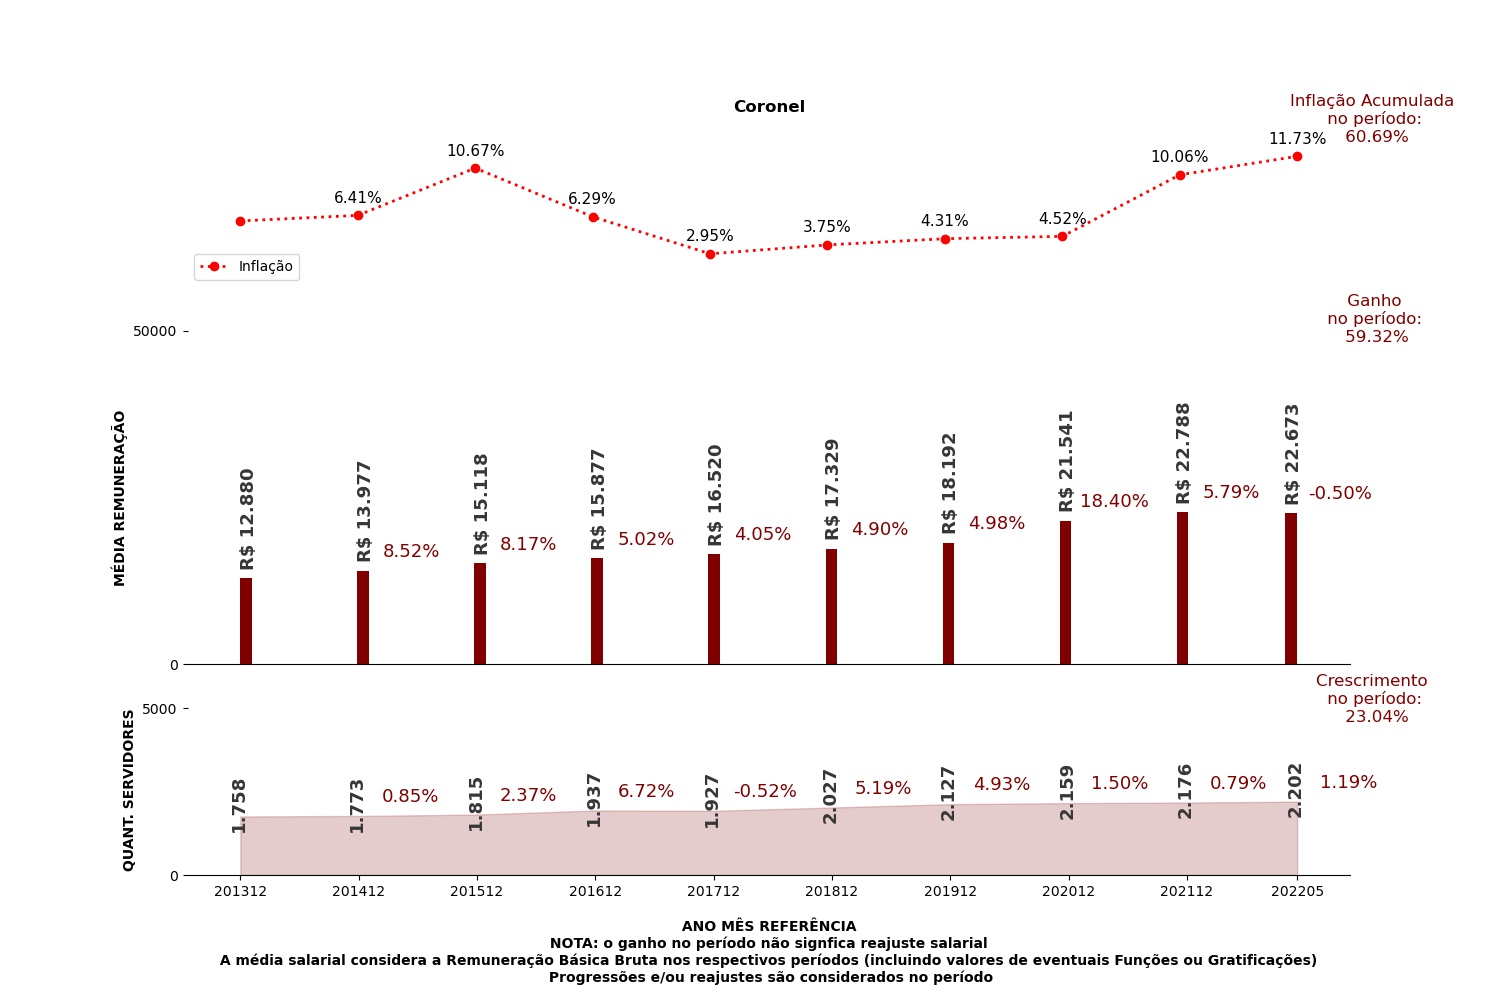 Coronel
Inflação Acumulada
no período:
60.69%
6.41%
10.67%
6.29%
2.95%
3.75%
4.31%
4.52%
10.06%
11.73%
Inflação
Ganho
no período:
59.32%
50000
0
MÉDIA REMUNERAÇÃO
R$ 12.880
R$ 13.977
R$ 15.118
R$ 15.877
R$ 16.520
R$ 17.329
R$ 18.192
R$ 21.541
R$ 22.788
R$ 22.673
8.52%
8.17%
5.02%
4.05%
4.90%
4.98%
18.40%
5.79%
-0.50%
Crescrimento
no período:
23.04%
5000
0
QUANT. SERVIDORES
1.758
1.773
1.815
1.937
1.927
2.027
2.127
2.159
2.176
2.202
0.85%
2.37%
6.72%
-0.52%
5.19%
4.93%
1.50%
0.79%
1.19%
201312
201412
201512
201612
201712
201812
201912
202012
202112
202205
ANO MÊS REFERÊNCIA
NOTA: o ganho no período não signfica reajuste salarial
A média salarial considera a Remuneração Básica Bruta nos respectivos períodos (incluindo valores de eventuais Funções ou Gratificações)
Progressões e/ou reajustes são considerados no período